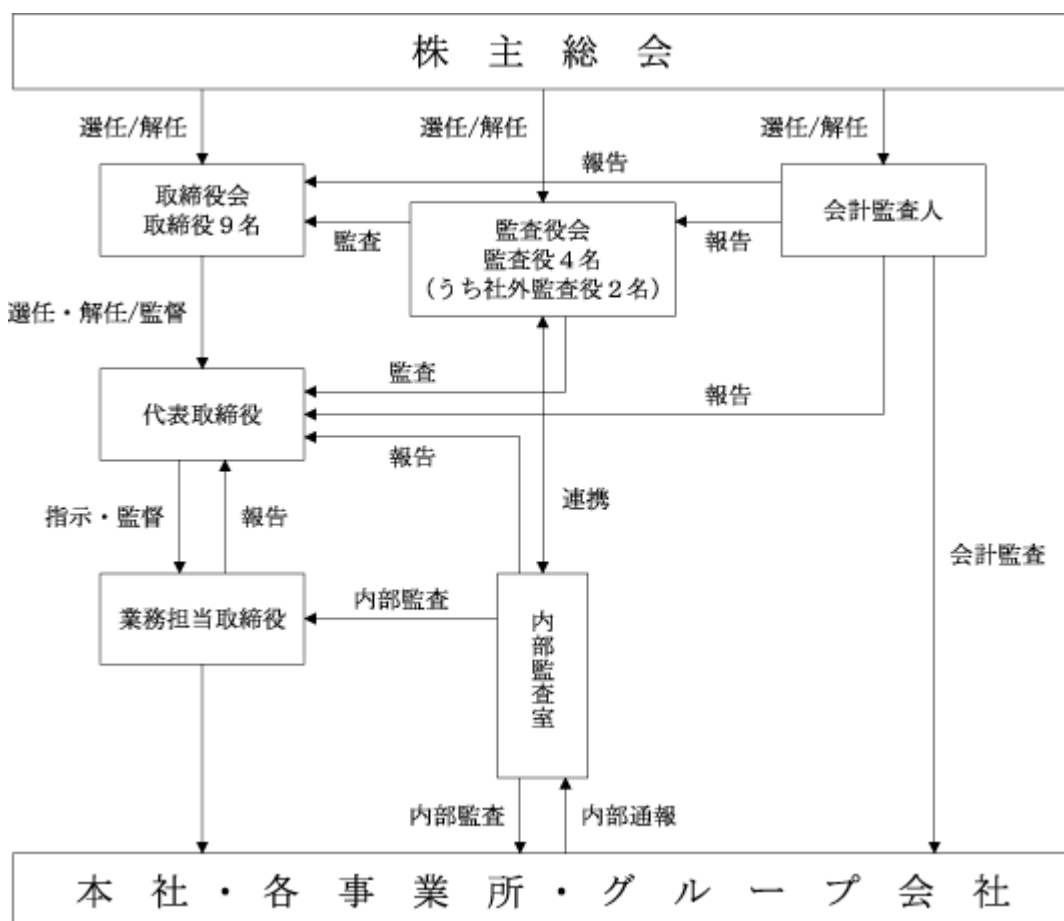 株主総会
選任/解任
選任/解任
選任/解任
報告
取締役会
取締役９名
監査
監査役会
監査役４名
（うち社外監査役２名）
報告
会計監査人
選任・解任/監督
監査
報告
代表取締役
報告
連携
指示・監督
報告
会計監査
業務担当取締役
内部監査
内部監査室
内部監査
内部通報
本社・各事業所・グループ会社